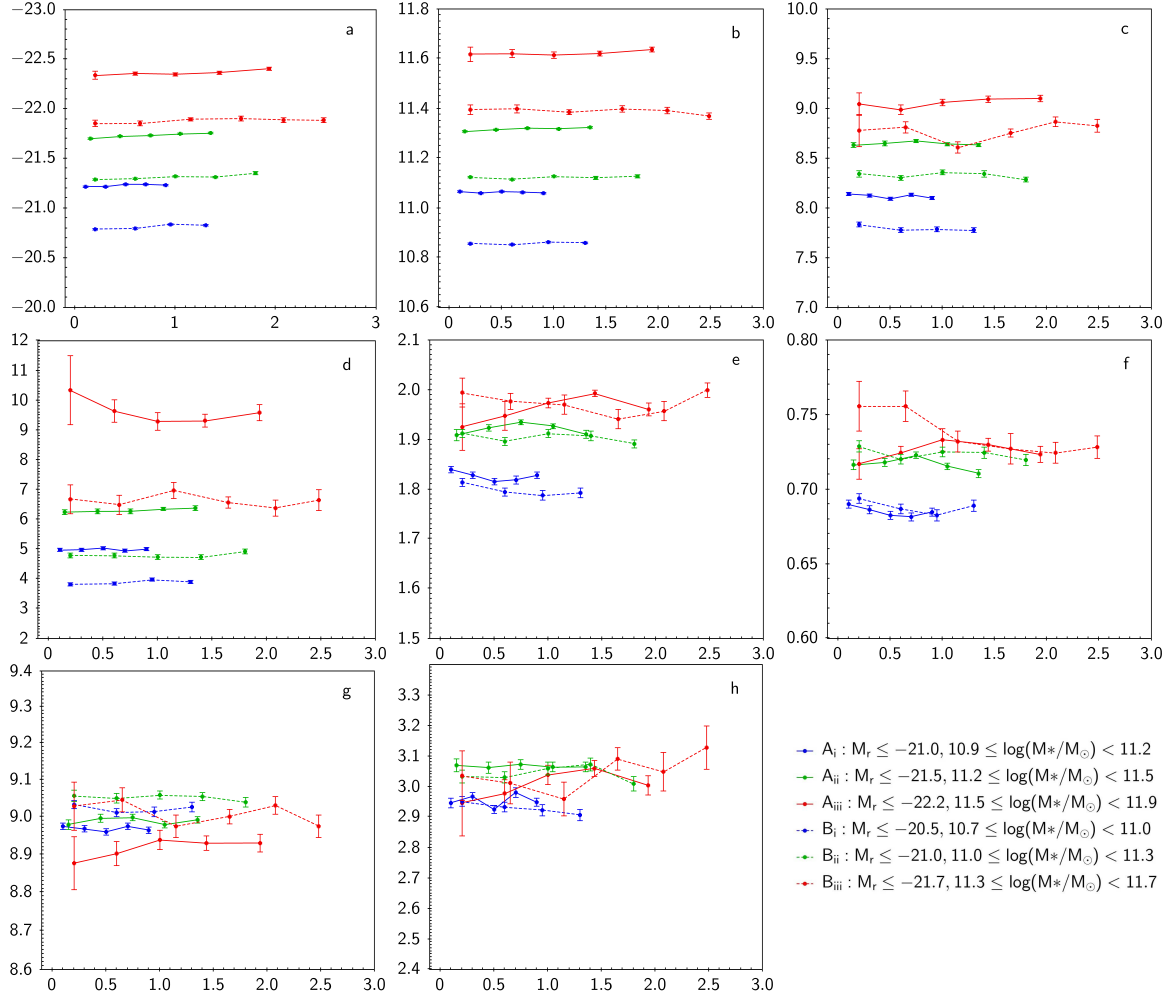 −23.0
−22.5
−22.0
−21.5
−21.0
−20.5
−20.0
a
0 1 2 3
11.8
11.6
11.4
11.2
11.0
10.8
10.6
b
0 0.5 1.0 1.5 2.0 2.5 3.0
10.0
9.5
9.0
8.5
8.0
7.5
7.0
c
0 0.5 1.0 1.5 2.0 2.5 3.0
12
11
10
9
8
7
6
5
4
3
2
d
0 0.5 1.0 1.5 2.0 2.5 3.0
2.1
2.0
1.9
1.8
1.7
1.6
1.5
e
0 0.5 1.0 1.5 2.0 2.5 3.0
0.80
0.75
0.70
0.65
0.60
f
0 0.5 1.0 1.5 2.0 2.5 3.0
9.4
9.3
9.2
9.1
9.0
8.9
8.8
8.7
8.6
g
0 0.5 1.0 1.5 2.0 2.5 3.0
3.3
3.2
3.1
3.0
2.9
2.8
2.7
2.6
2.5
2.4
h
0 0.5 1.0 1.5 2.0 2.5 3.0
Aᵢ : Mᵣ ≤ −21.0, 10.9 ≤ log(M∗/M☉) < 11.2
Aᵢᵢ : Mᵣ ≤ −21.5, 11.2 ≤ log(M∗/M☉) < 11.5
Aᵢᵢᵢ : Mᵣ ≤ −22.2, 11.5 ≤ log(M∗/M☉) < 11.9
Bᵢ : Mᵣ ≤ −20.5, 10.7 ≤ log(M∗/M☉) < 11.0
Bᵢᵢ : Mᵣ ≤ −21.0, 11.0 ≤ log(M∗/M☉) < 11.3
Bᵢᵢᵢ : Mᵣ ≤ −21.7, 11.3 ≤ log(M∗/M☉) < 11.7